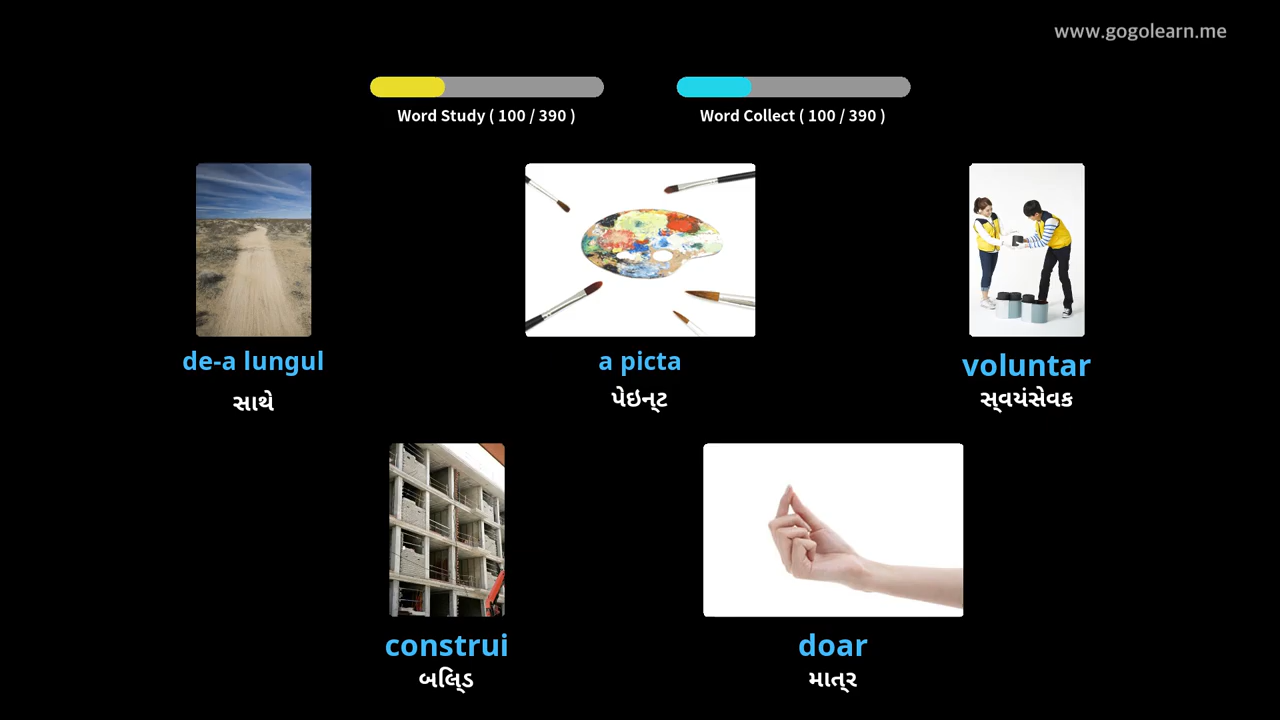 www.gogolearn.me
Word Study ( 100 / 390 )
Word Collect ( 100 / 390 )
de-a lungul
સાથે
a picta
પેઇન્ટ
voluntar
સ્વયંસેવક
construi
બિલ્ડ
doar
માત્ર